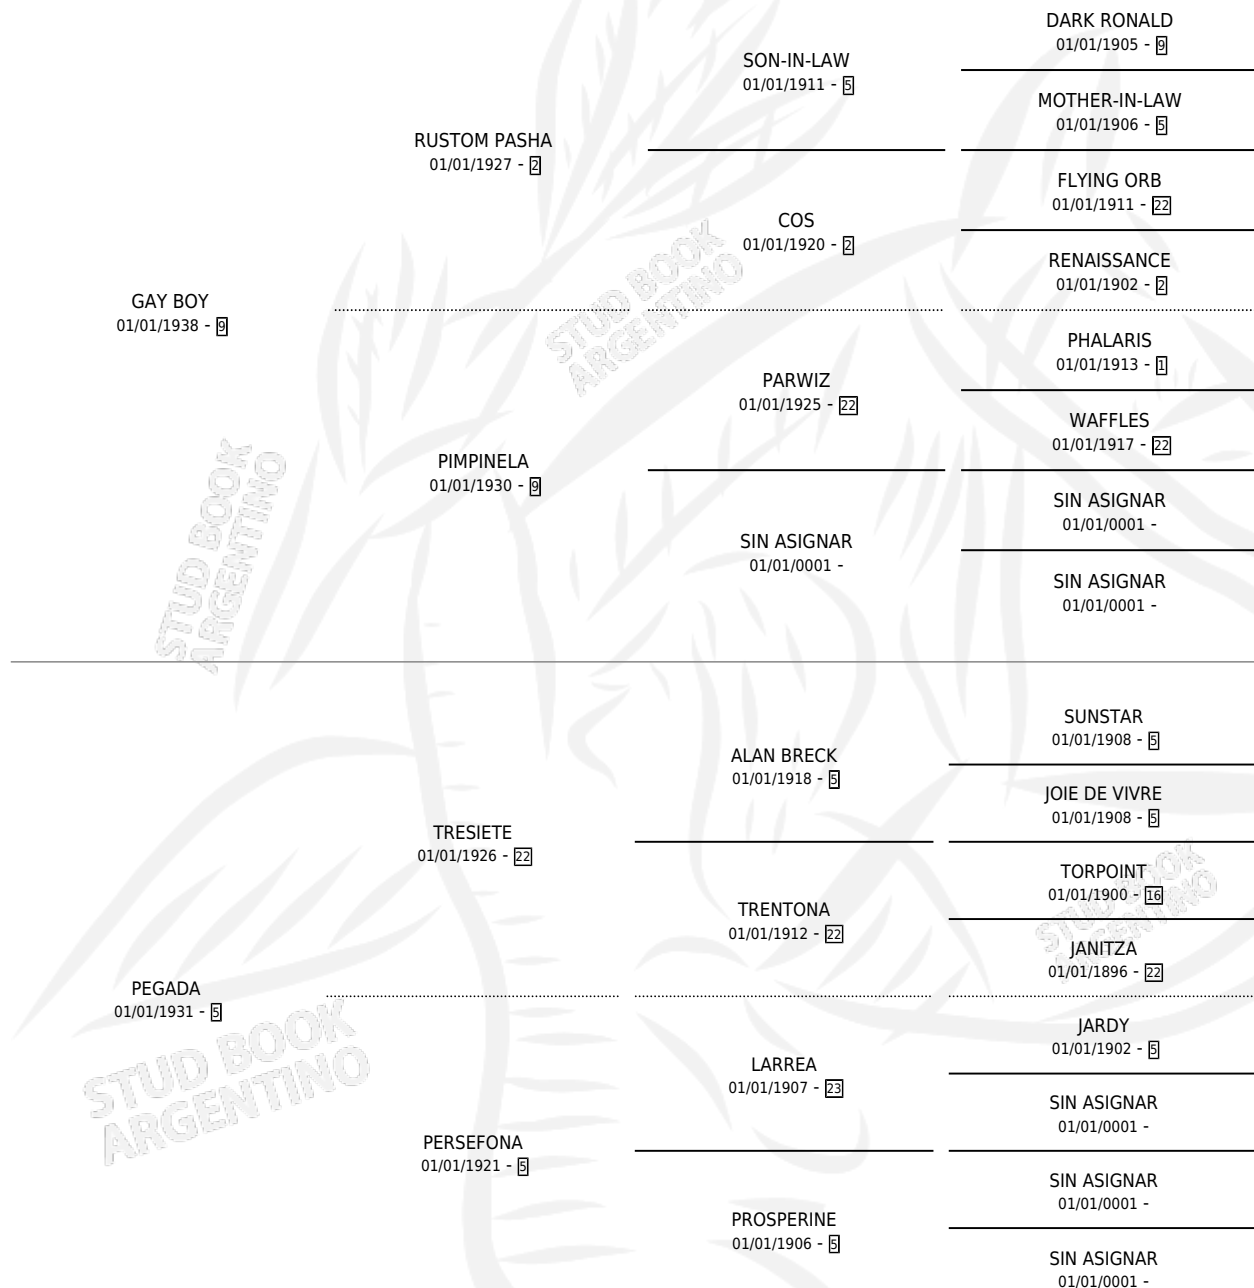 DARK RONALD
01/01/1905 - 9
SON-IN-LAW
01/01/1911 - 5
MOTHER-IN-LAW
01/01/1906 - 5
RUSTOM PASHA
01/01/1927 - 2
FLYING ORB
01/01/1911 - 22
COS
01/01/1920 - 2
RENAISSANCE
01/01/1902 - 2
GAY BOY
01/01/1938 - 9
STUD BOOK
ARGENTINO
PHALARIS
01/01/1913 - 1
PARWIZ
01/01/1925 - 22
WAFFLES
01/01/1917 - 22
PIMPINELA
01/01/1930 - 9
SIN ASIGNAR
01/01/0001 -
SIN ASIGNAR
01/01/0001 -
SIN ASIGNAR
01/01/0001 -
STUD BOOK
ARGENTINO
SUNSTAR
01/01/1908 - 5
ALAN BRECK
01/01/1918 - 5
JOIE DE VIVRE
01/01/1908 - 5
TRESIETE
01/01/1926 - 22
TORPOINT
01/01/1900 - 16
TRENTONA
01/01/1912 - 22
STUD BOOK
ARGENTINO
JANITZA
01/01/1896 - 22
PEGADA
01/01/1931 - 5
STUD BOOK
ARGENTINO
JARDY
01/01/1902 - 5
LARREA
01/01/1907 - 23
SIN ASIGNAR
01/01/0001 -
PERSEFONA
01/01/1921 - 5
SIN ASIGNAR
01/01/0001 -
PROSPERINE
01/01/1906 - 5
SIN ASIGNAR
01/01/0001 -